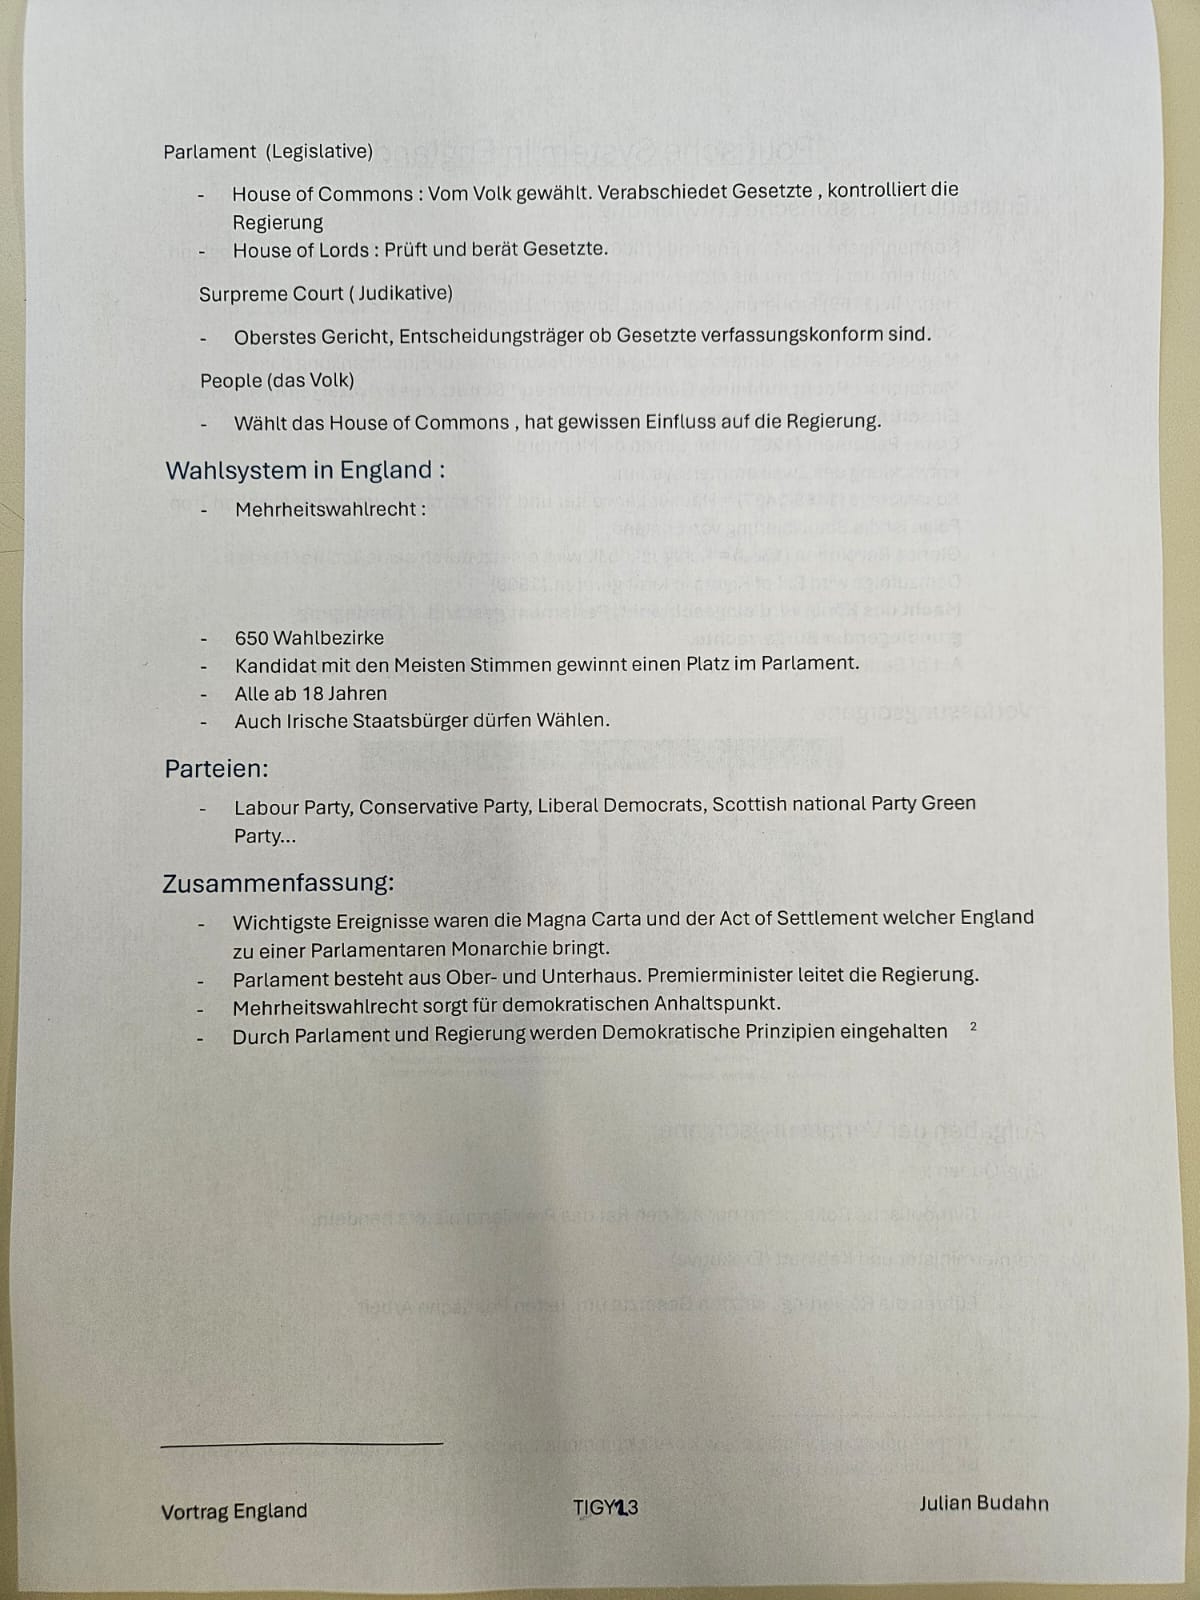 Parlament (Legislative)
- House of Commons : Vom Volk gewählt. Verabschiedet Gesetzte , kontrolliert die
Regierung
- House of Lords : Prüft und berät Gesetzte.
Surpreme Court ( Judikative)
- Oberstes Gericht, Entscheidungsträger ob Gesetzte verfassungskonform sind.
People (das Volk)
- Wählt das House of Commons , hat gewissen Einfluss auf die Regierung.
Wahlsystem in England :
- Mehrheitswahlrecht :
- 650 Wahlbezirke
- Kandidat mit den Meisten Stimmen gewinnt einen Platz im Parlament.
- Alle ab 18 Jahren
- Auch Irische Staatsbürger dürfen Wählen.
Parteien:
- Labour Party, Conservative Party, Liberal Democrats, Scottish national Party Green
Party...
Zusammenfassung:
- Wichtigste Ereignisse waren die Magna Carta und der Act of Settlement welcher England
zu einer Parlamentaren Monarchie bringt.
- Parlament besteht aus Ober- und Unterhaus. Premierminister leitet die Regierung.
- Mehrheitswahlrecht sorgt für demokratischen Anhaltspunkt.
- Durch Parlament und Regierung werden Demokratische Prinzipien eingehalten 2
Vortrag England TIGY23 Julian Budahn